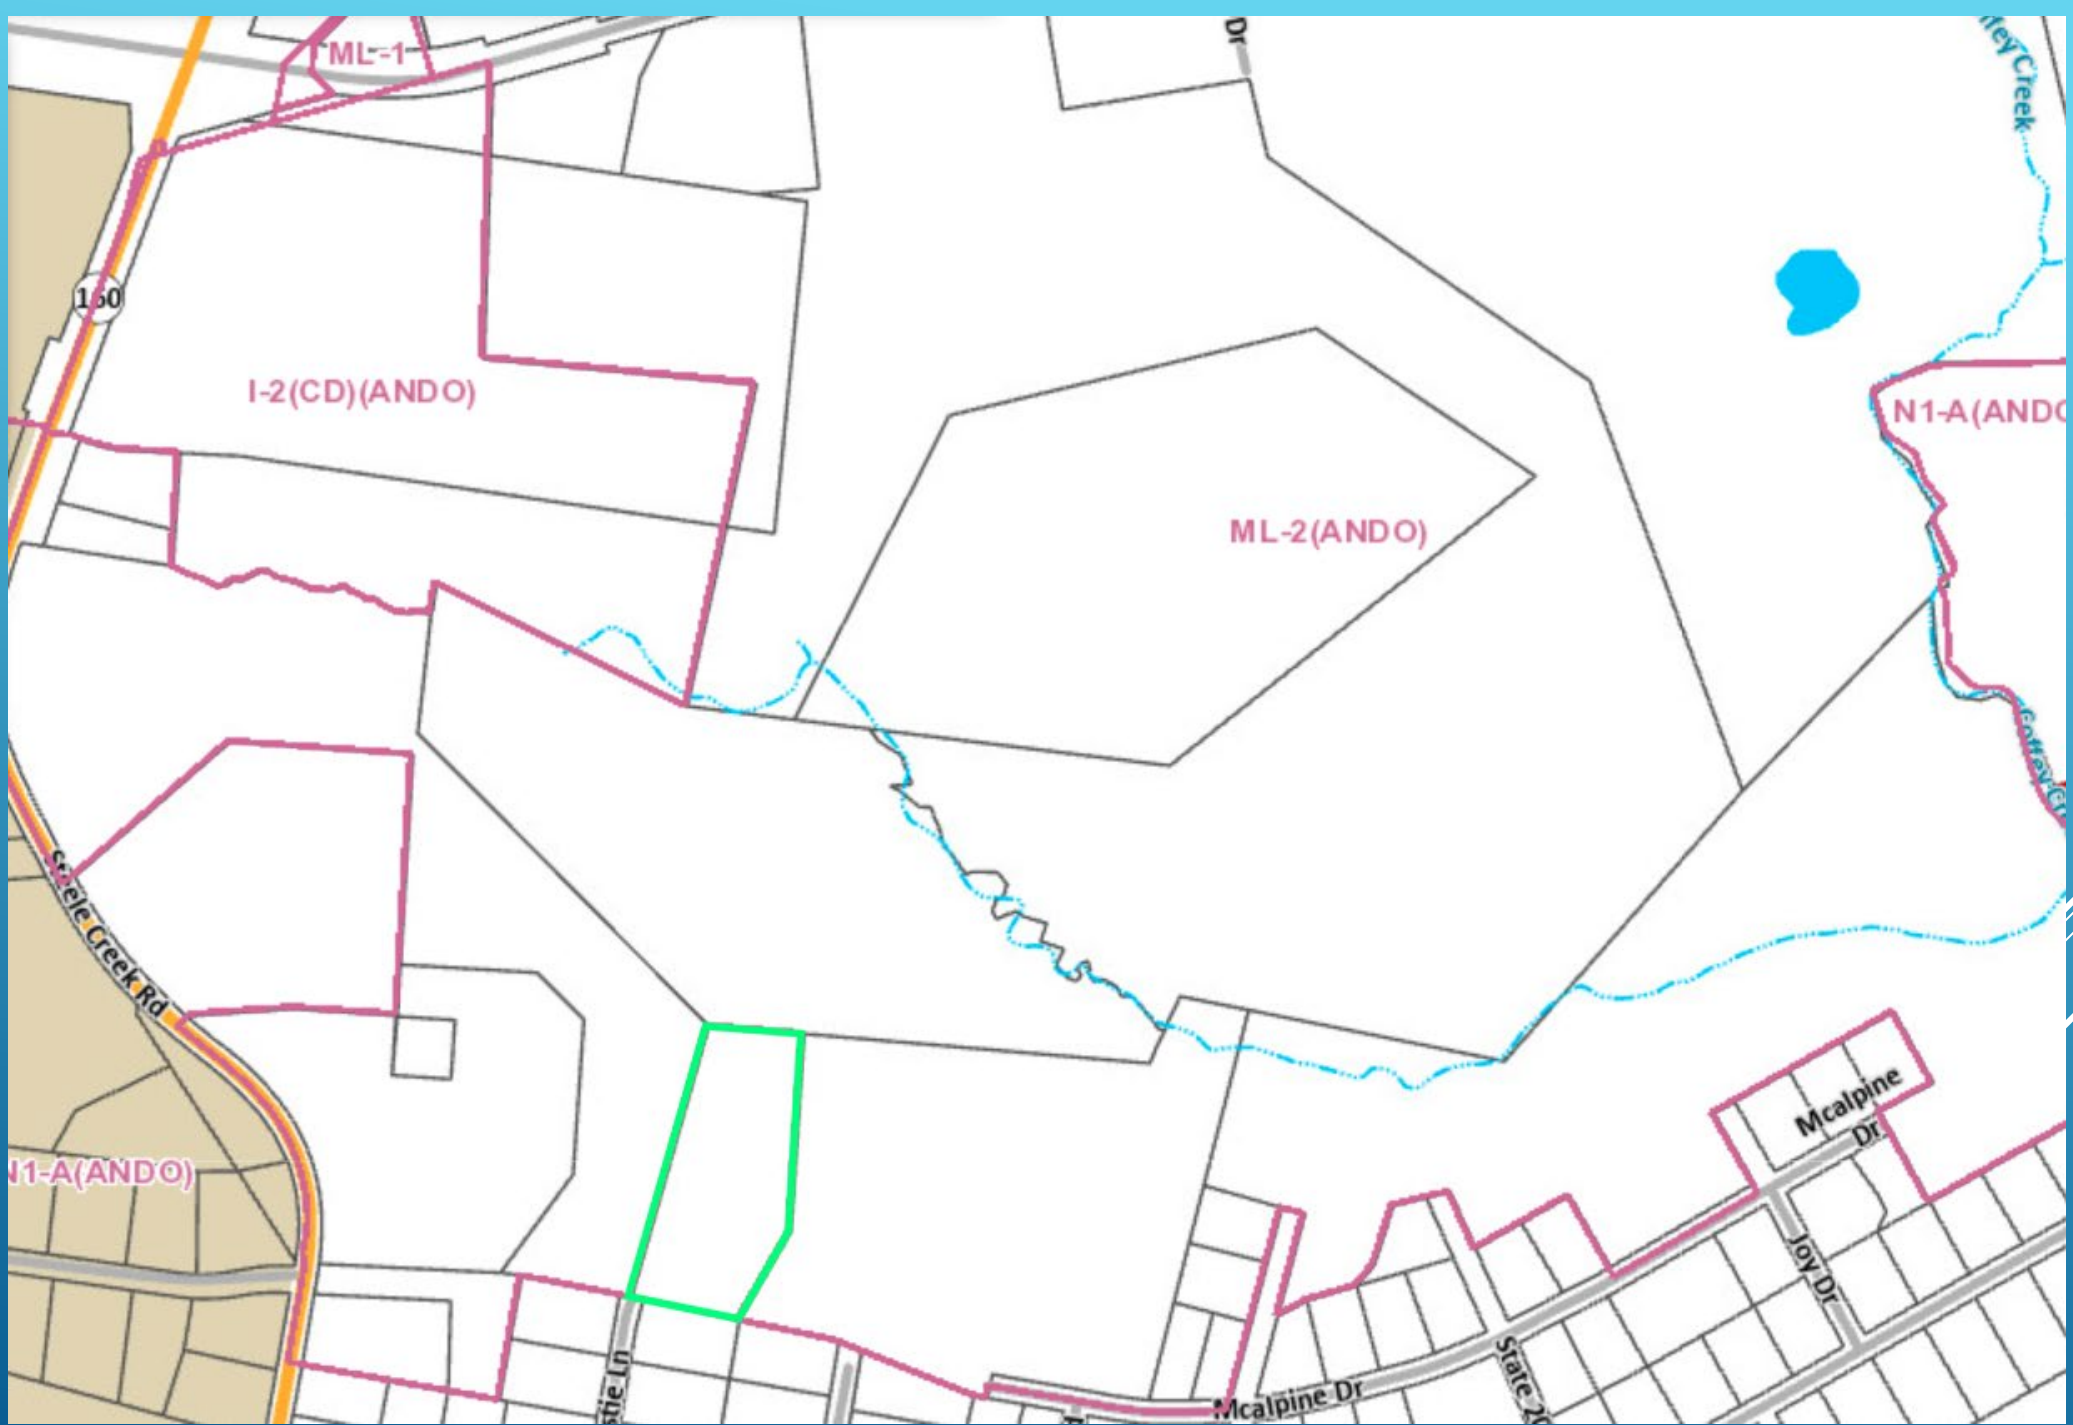 ML-1
Dr
Creek
160
I-2(CD)(ANDO)
N1-A(ANDO
ML-2(ANDO)
Steele Creek Rd
Mcalpine
Dr
N1-A(ANDO)
Joy Dr
Mcalpine Dr
Ln
State